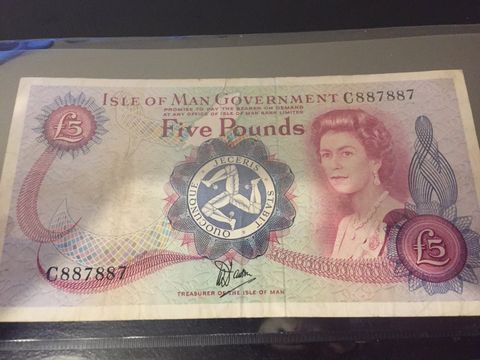 ISLE OF MAN GOVERNMENT C887887
PROMISE TO PAY THE BEARER ON DEMAND
AT ANY OFFICE OF ISLE OF MAN BANK LIMITED
FIVE POUNDS
£5
QUOCUNQUE JECERIS STABIT
£5
C887887
TREASURER OF THE ISLE OF MAN